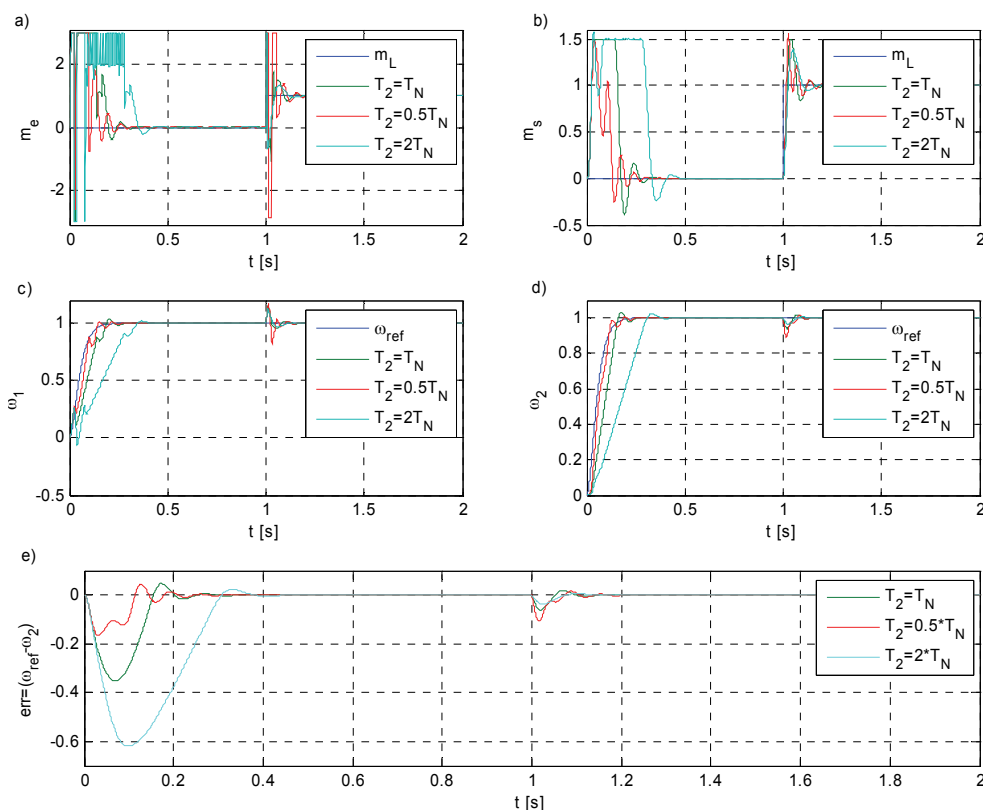 a)
2
0
-2
m_e
0
0.5
1
1.5
2
t [s]
m_L
T_2=T_N
T_2=0.5T_N
T_2=2T_N
b)
1.5
1
0.5
0
-0.5
m_s
0
0.5
1
1.5
2
t [s]
m_L
T_2=T_N
T_2=0.5T_N
T_2=2T_N
c)
1
0.5
0
-0.5
ω_1
0
0.5
1
1.5
2
t [s]
ω_ref
T_2=T_N
T_2=0.5T_N
T_2=2T_N
d)
1
0.8
0.6
0.4
0.2
0
ω_2
0
0.5
1
1.5
2
t [s]
ω_ref
T_2=T_N
T_2=0.5T_N
T_2=2T_N
e)
0
-0.2
-0.4
-0.6
err=(ω_ref-ω_2)
0
0.2
0.4
0.6
0.8
1
1.2
1.4
1.6
1.8
2
t [s]
T_2=T_N
T_2=0.5*T_N
T_2=2*T_N